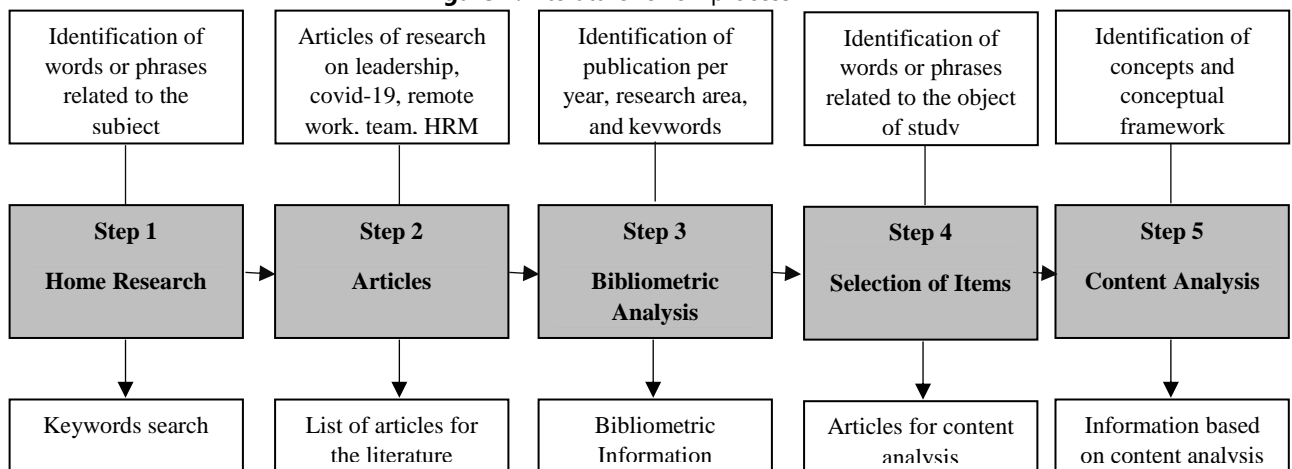 Identification of
words or phrases
related to the
subject
Articles of research
on leadership,
covid-19, remote
work, team, HRM
Identification of
publication per
year, research area,
and keywords
Identification of
words or phrases
related to the object
of study
Identification of
concepts and
conceptual
framework
Step 1
Home Research
Step 2
Articles
Step 3
Bibliometric
Analysis
Step 4
Selection of Items
Step 5
Content Analysis
Keywords search
List of articles for
the literature
Bibliometric
Information
Articles for content
analysis
Information based
on content analysis